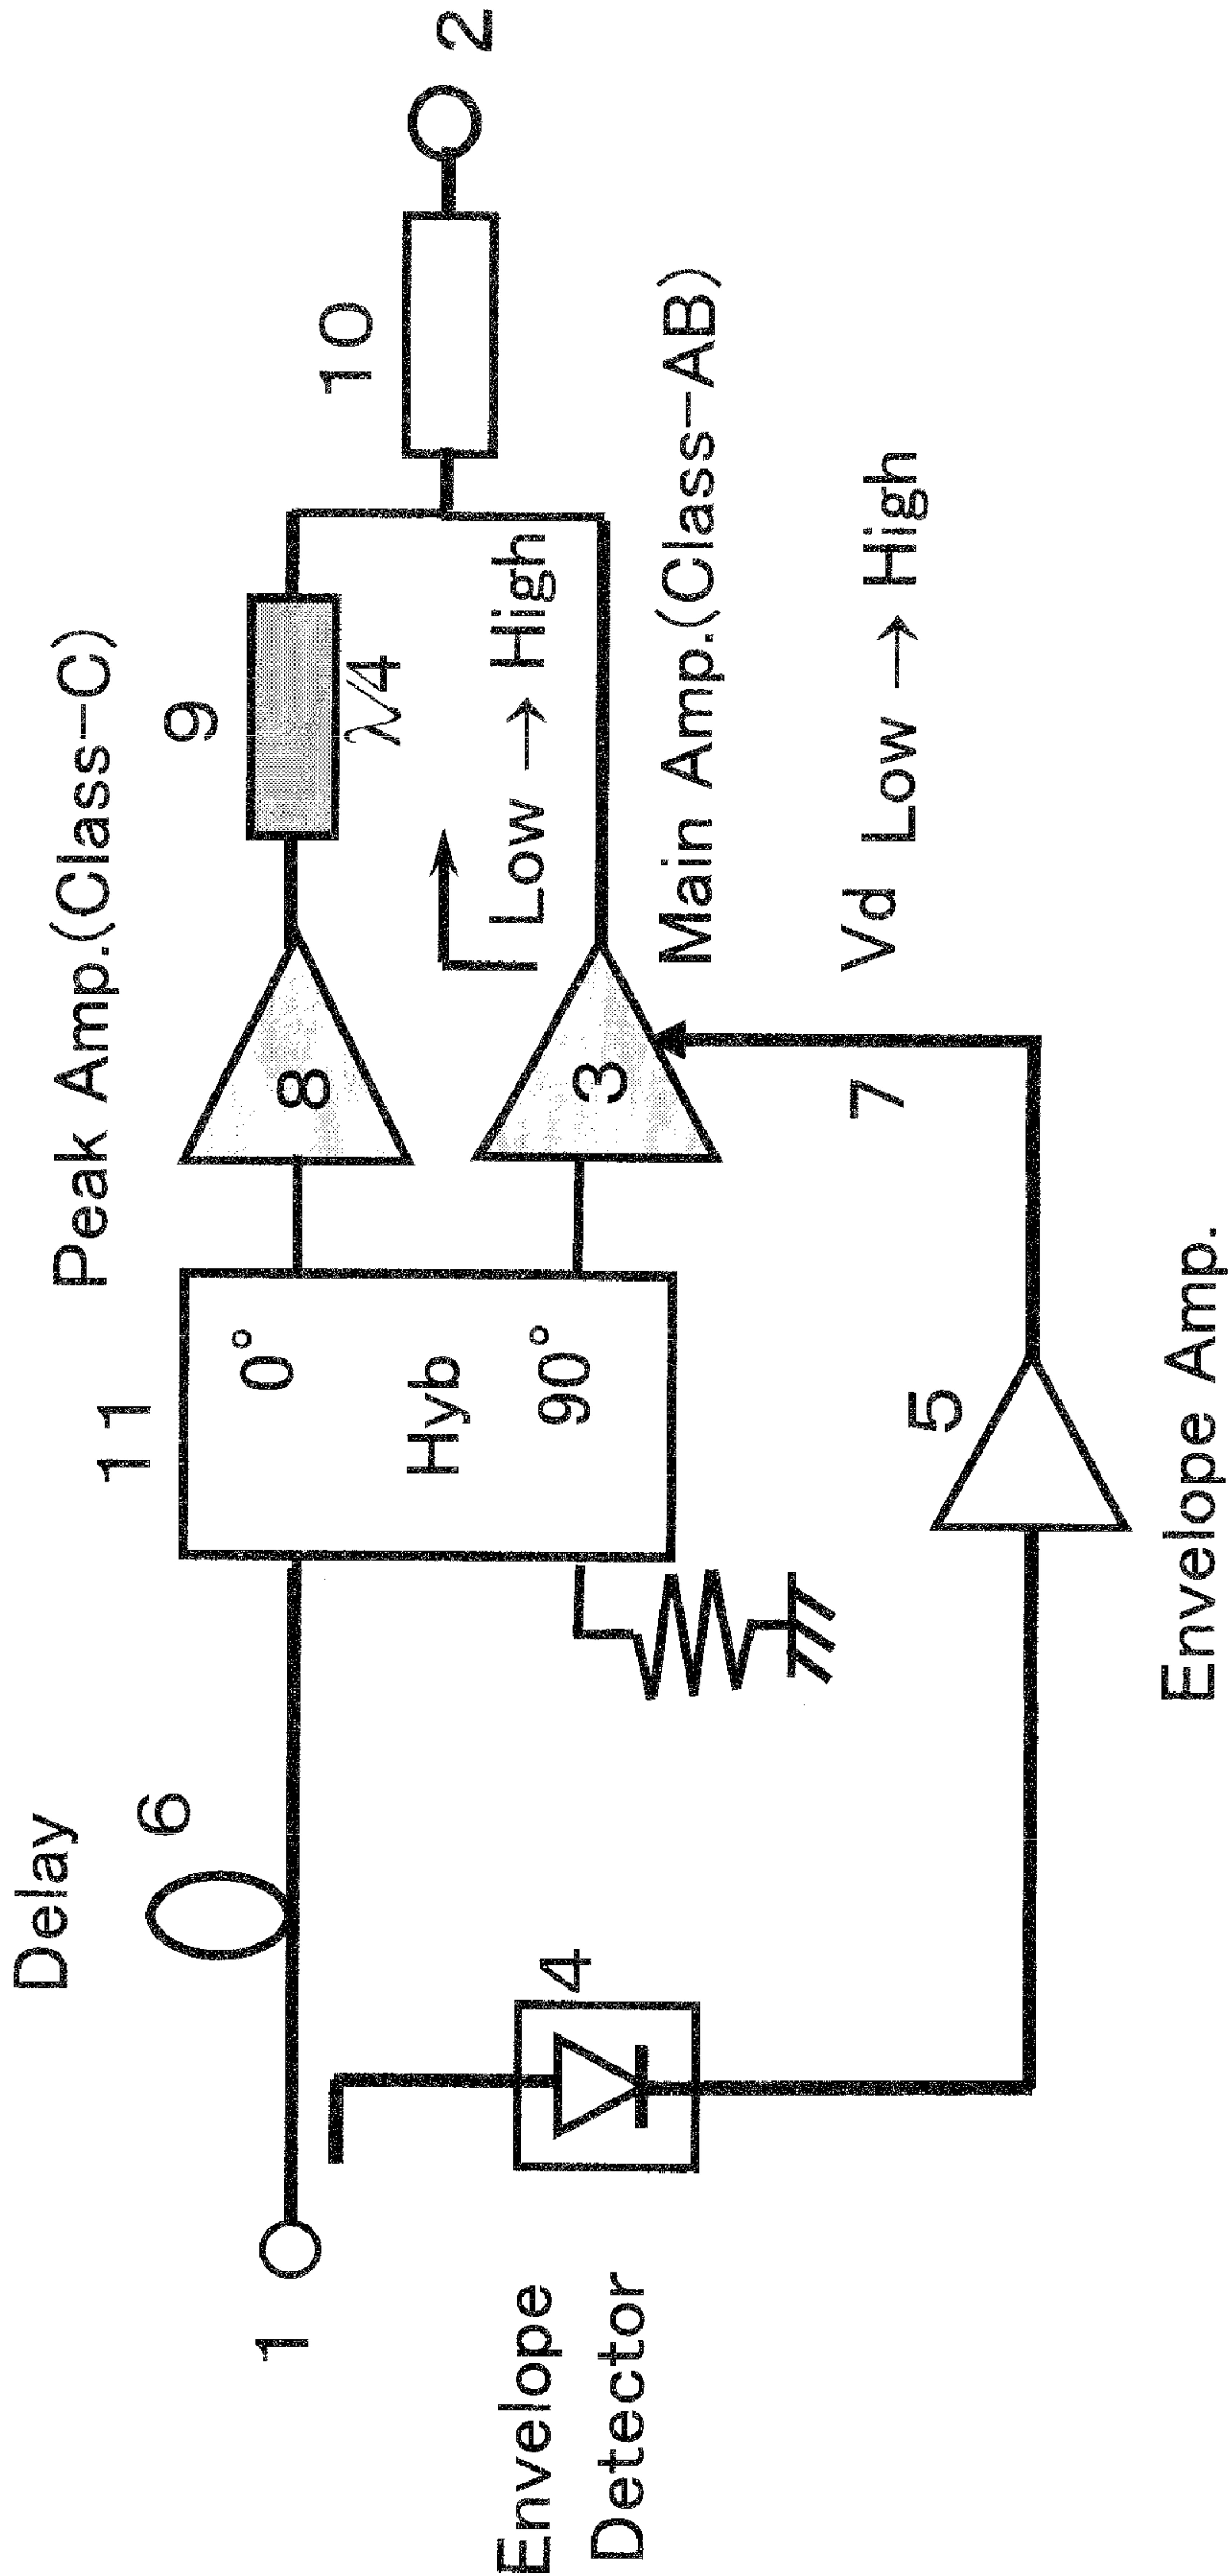 Delay
6
11
Peak Amp.(Class-C)
9
λ/4
10
2
1
0°
Hyb
90°
8
3
Low → High
Main Amp.(Class-AB)
Envelope
Detector
4
5
7
Vd Low → High
Envelope Amp.